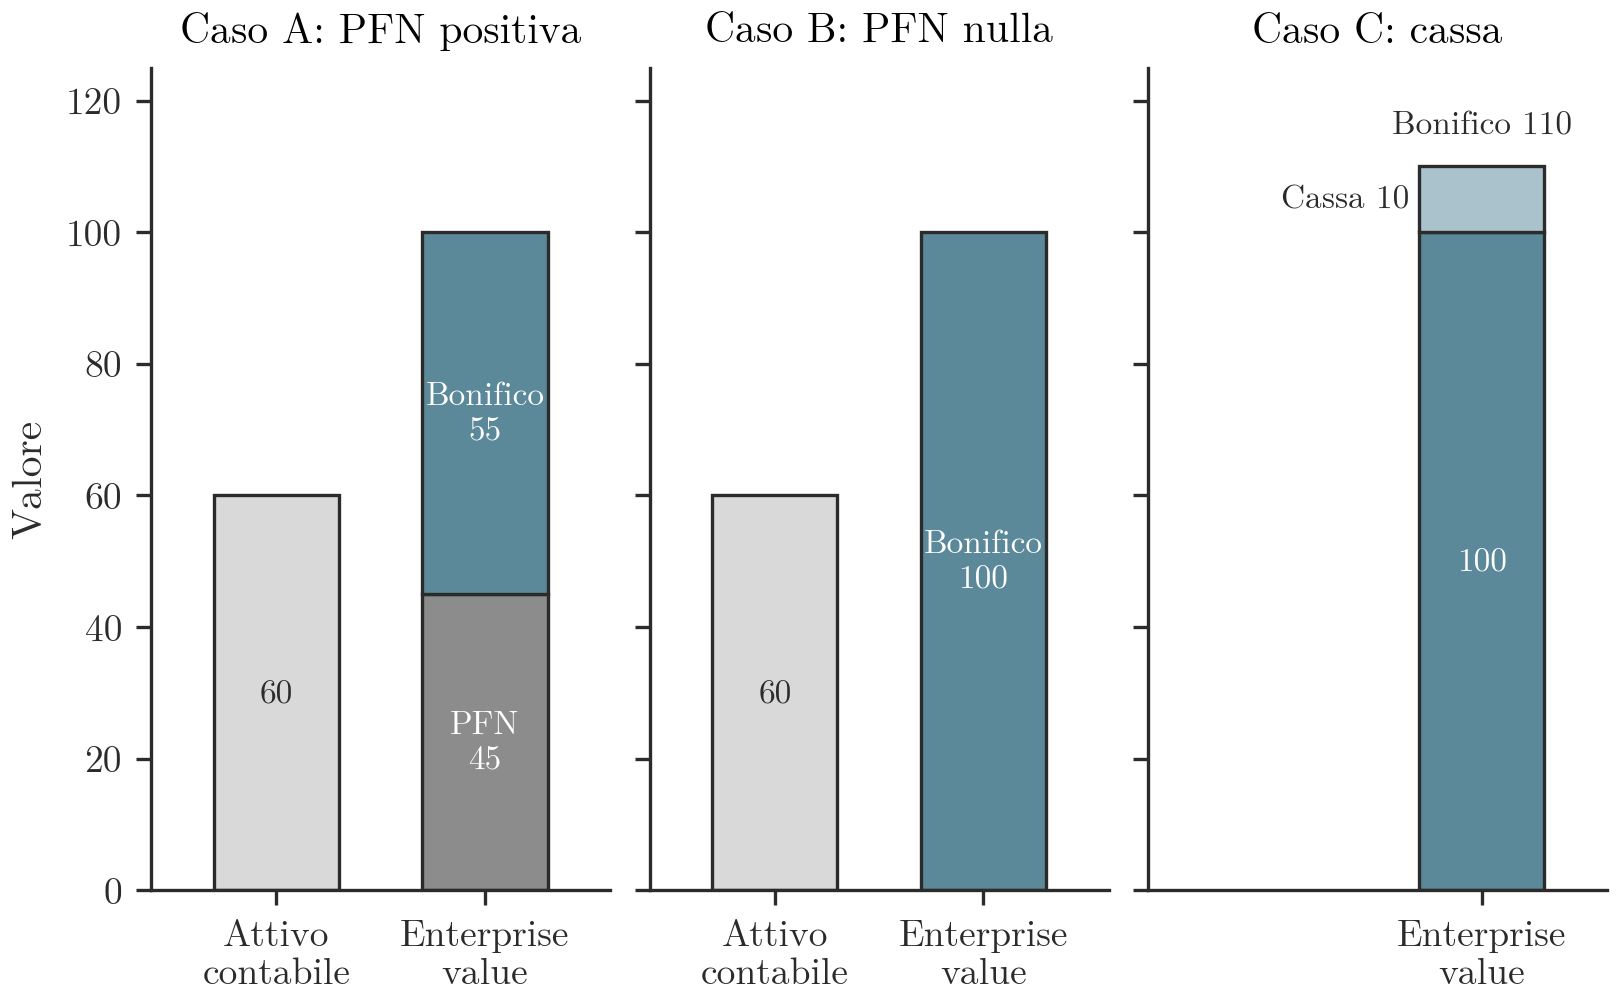 Caso A: PFN positiva
Caso B: PFN nulla
Caso C: cassa
Valore
120
100
80
60
40
20
0
Bonifico
55
60
PFN
45
Attivo
contabile
Enterprise
value
Bonifico
100
60
Attivo
contabile
Enterprise
value
Bonifico 110
Cassa 10
100
Enterprise
value